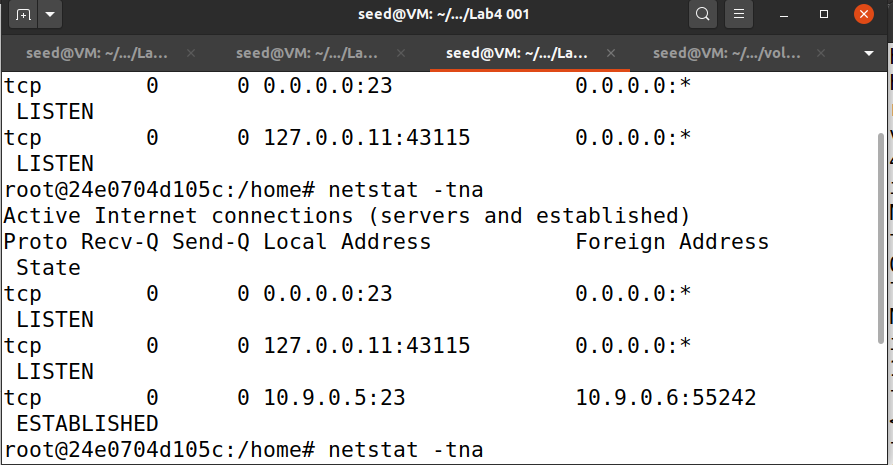 seed@VM: ~/.../Lab4 001
seed@VM: ~/.../La... × seed@VM: ~/.../La... × seed@VM: ~/.../La... × seed@VM: ~/.../vol... ×
tcp        0      0 0.0.0.0:23              0.0.0.0:*
 LISTEN
tcp        0      0 127.0.0.11:43115        0.0.0.0:*
 LISTEN
root@24e0704d105c:/home# netstat -tna
Active Internet connections (servers and established)
Proto Recv-Q Send-Q Local Address           Foreign Address
 State
tcp        0      0 0.0.0.0:23              0.0.0.0:*
 LISTEN
tcp        0      0 127.0.0.11:43115        0.0.0.0:*
 LISTEN
tcp        0      0 10.9.0.5:23             10.9.0.6:55242
 ESTABLISHED
root@24e0704d105c:/home# netstat -tna